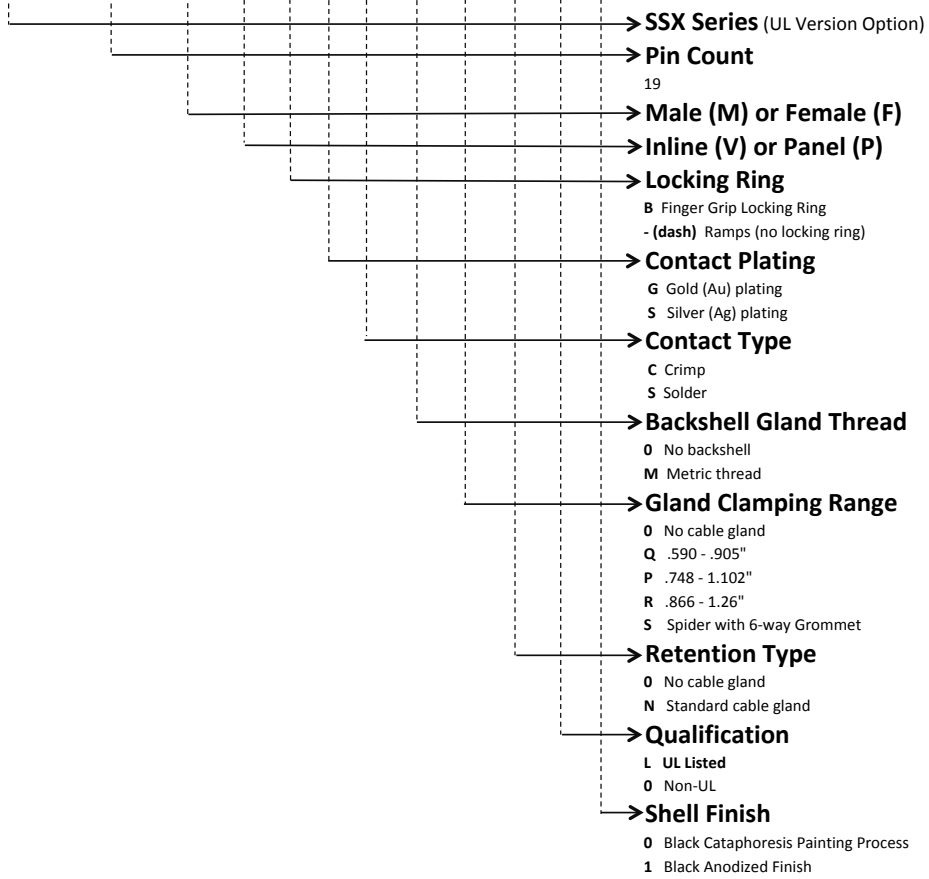 SSX Series (UL Version Option)
Pin Count
19
Male (M) or Female (F)
Inline (V) or Panel (P)
Locking Ring
B Finger Grip Locking Ring
- (dash) Ramps (no locking ring)
Contact Plating
G Gold (Au) plating
S Silver (Ag) plating
Contact Type
C Crimp
S Solder
Backshell Gland Thread
0 No backshell
M Metric thread
Gland Clamping Range
0 No cable gland
Q .590 - .905"
P .748 - 1.102"
R .866 - 1.26"
S Spider with 6-way Grommet
Retention Type
0 No cable gland
N Standard cable gland
Qualification
L UL Listed
0 Non-UL
Shell Finish
0 Black Cataphoresis Painting Process
1 Black Anodized Finish